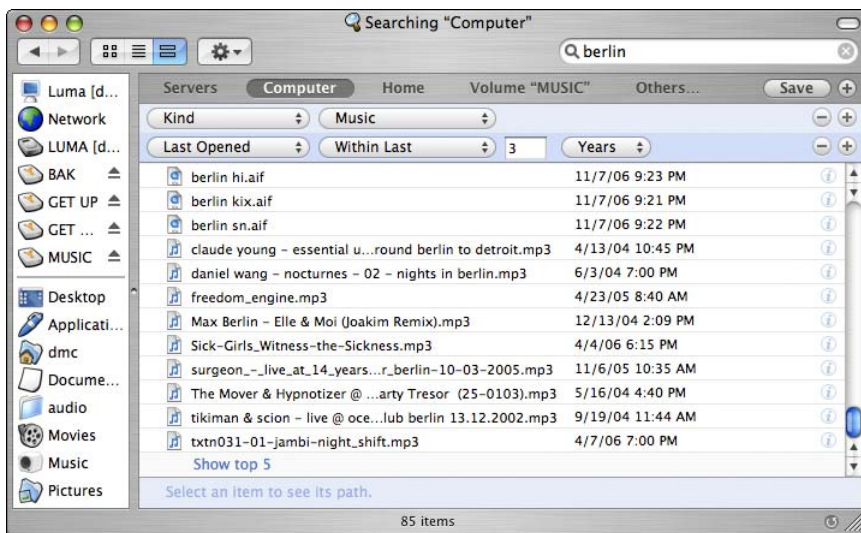 Searching “Computer”
berlin
Servers Computer Home Volume “MUSIC” Others... Save
Kind Music
Last Opened Within Last 3 Years
Luma [d...
Network
LUMA [d...
BAK
GET UP
GET ...
MUSIC
Desktop
Applicati...
dmc
Docume...
audio
Movies
Music
Pictures
berlin hi.aif 11/7/06 9:23 PM
berlin kix.aif 11/7/06 9:21 PM
berlin sn.aif 11/7/06 9:22 PM
claude young – essential u...round berlin to detroit.mp3 4/13/04 10:45 PM
daniel wang – nocturnes – 02 – nights in berlin.mp3 6/3/04 7:00 PM
freedom_engine.mp3 4/23/05 8:40 AM
Max Berlin – Elle & Moi (Joakim Remix).mp3 12/13/04 2:09 PM
Sick-Girls_Witness-the-Sickness.mp3 4/4/06 6:15 PM
surgeon_-_live_at_14_years...r_berlin-10-03-2005.mp3 11/6/05 10:35 AM
The Mover & Hypnotizer @ ...arty Tresor (25-0103).mp3 5/16/04 4:40 PM
tikiman & scion – live @ oce...lub berlin 13.12.2002.mp3 9/19/04 11:44 AM
txtn031-01-jambi-night_shift.mp3 4/7/06 7:00 PM
Show top 5
Select an item to see its path.
85 items